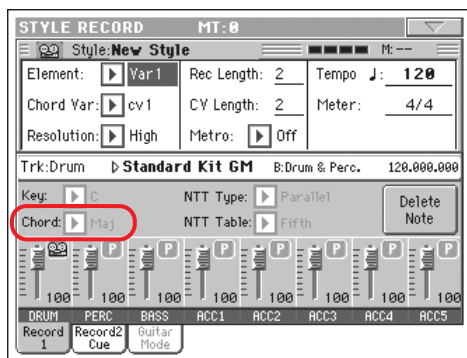 STYLE RECORD MT:0
Style:New Style M:--
Element: Var1 Rec Length: 2 Tempo ♩: 120
Chord Var: cv1 CV Length: 2 Meter: 4/4
Resolution: High Metro: Off
Trk:Drum Standard Kit GM B:Drum & Perc. 120.000.000
Key: C NTT Type: Parallel Delete Note
Chord: Maj NTT Table: Fifth
P P P P P P P P
100 100 100 100 100 100 100 100
DRUM PERC BASS ACC1 ACC2 ACC3 ACC4 ACC5
Record 1 Record2 Cue Guitar Mode